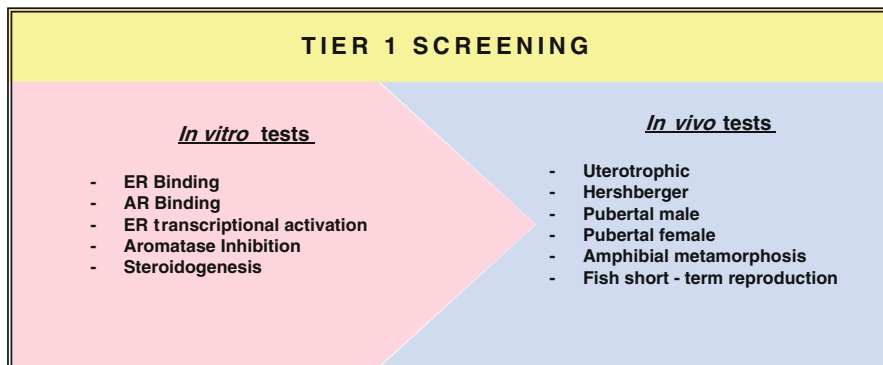 TIER 1 SCREENING
In vitro tests
- ER Binding
- AR Binding
- ER transcriptional activation
- Aromatase Inhibition
- Steroidogenesis
In vivo tests
- Uterotrophic
- Hershberger
- Pubertal male
- Pubertal female
- Amphibial metamorphosis
- Fish short - term reproduction